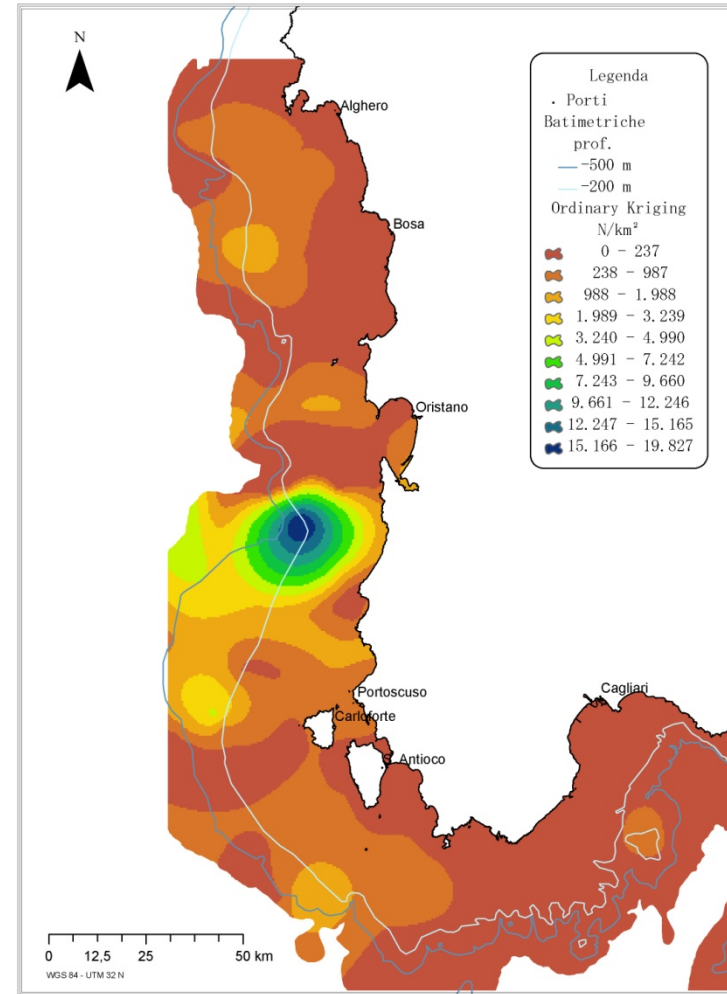 N
Alghero
Bosa
Oristano
Portoscuso
Carloforte
S. Antioco
Cagliari
Legenda
. Porti
Batimetriche
prof.
-500 m
-200 m
Ordinary Kriging
N/km²
0 - 237
238 - 987
988 - 1.988
1.989 - 3.239
3.240 - 4.990
4.991 - 7.242
7.243 - 9.660
9.661 - 12.246
12.247 - 15.165
15.166 - 19.827
0 12,5 25 50 km
WGS 84 - UTM 32 N